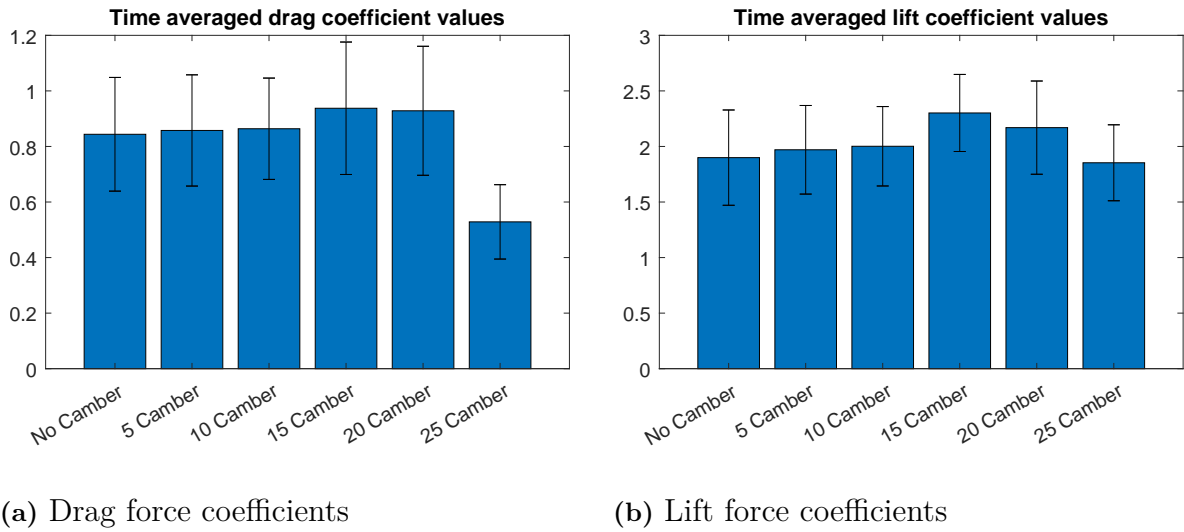 Time averaged drag coefficient values
1.2
1
0.8
0.6
0.4
0.2
0
No Camber
5 Camber
10 Camber
15 Camber
20 Camber
25 Camber
(a) Drag force coefficients
Time averaged lift coefficient values
3
2.5
2
1.5
1
0.5
0
No Camber
5 Camber
10 Camber
15 Camber
20 Camber
25 Camber
(b) Lift force coefficients